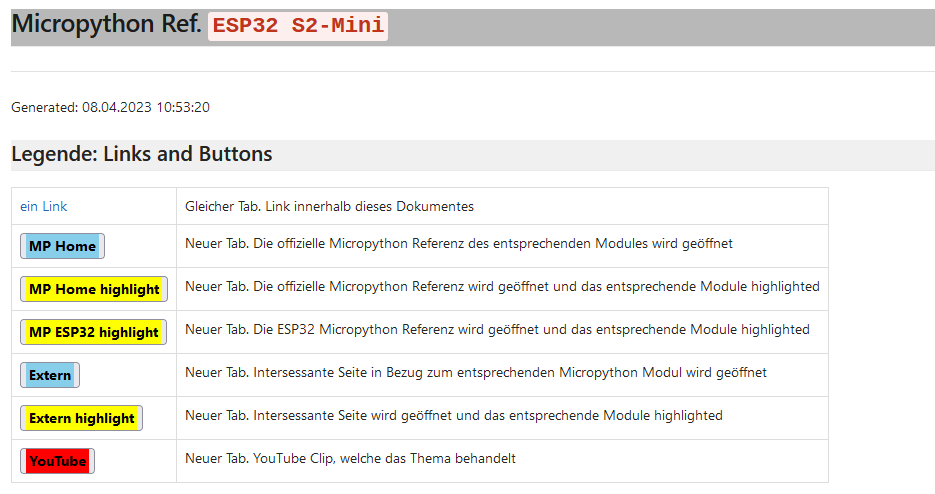 Micropython Ref. ESP32 S2-Mini
Generated: 08.04.2023 10:53:20
Legende: Links and Buttons
ein Link Gleicher Tab. Link innerhalb dieses Dokumentes
MP Home Neuer Tab. Die offizielle Micropython Referenz des entsprechenden Modules wird geöffnet
MP Home highlight Neuer Tab. Die offizielle Micropython Referenz wird geöffnet und das entsprechende Module highlighted
MP ESP32 highlight Neuer Tab. Die ESP32 Micropython Referenz wird geöffnet und das entsprechende Module highlighted
Extern Neuer Tab. Intersessante Seite in Bezug zum entsprechenden Micropython Modul wird geöffnet
Extern highlight Neuer Tab. Intersessante Seite wird geöffnet und das entsprechende Module highlighted
YouTube Neuer Tab. YouTube Clip, welche das Thema behandelt